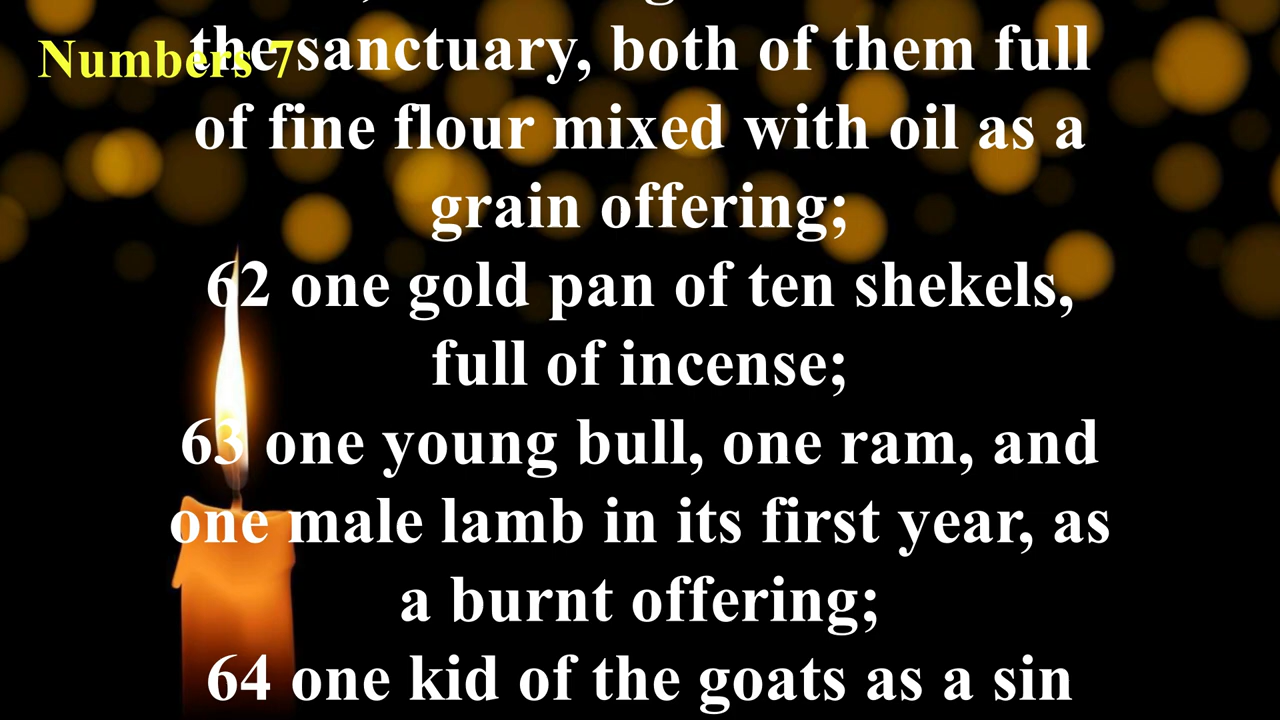 Numbers 7
the sanctuary, both of them full
of fine flour mixed with oil as a
grain offering;
62 one gold pan of ten shekels,
full of incense;
63 one young bull, one ram, and
one male lamb in its first year, as
a burnt offering;
64 one kid of the goats as a sin